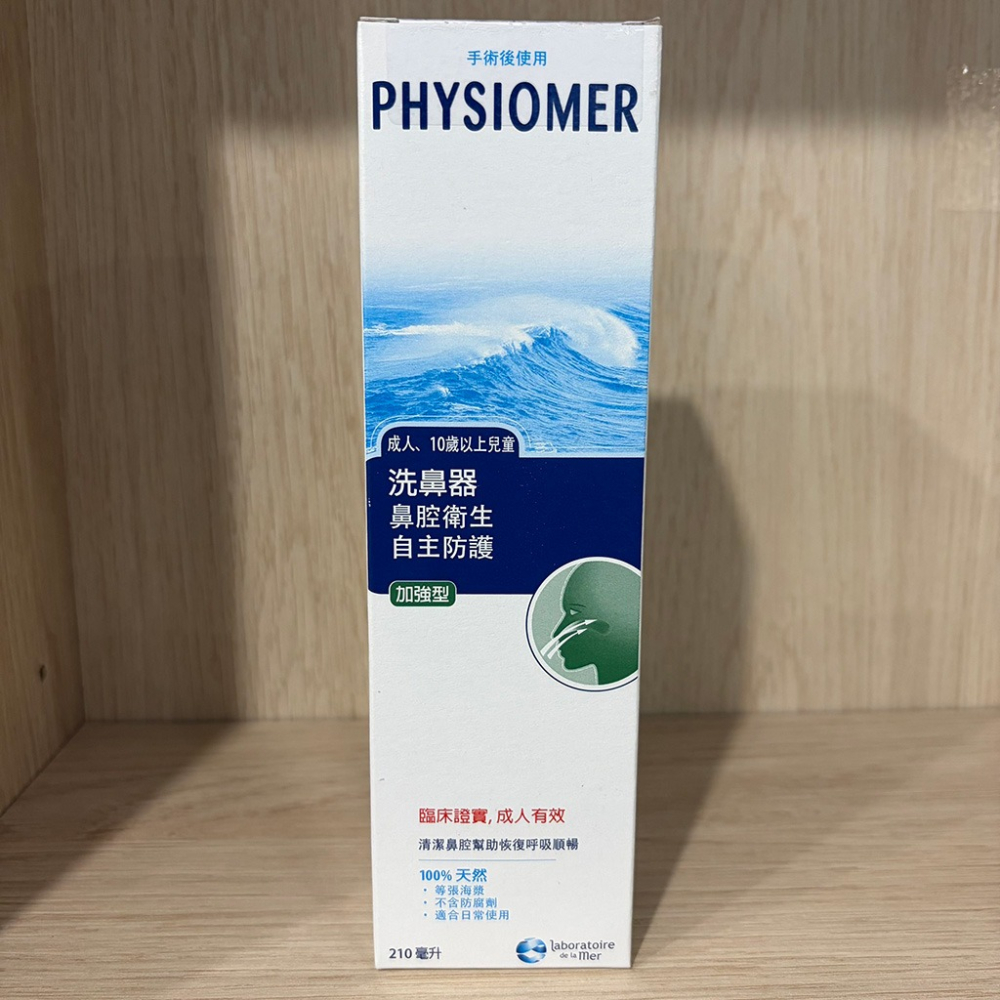 手術後使用
PHYSIOMER
成人、10歲以上兒童
洗鼻器
鼻腔衛生
自主防護
加強型
臨床證實, 成人有效
清潔鼻腔幫助恢復呼吸順暢
100% 天然
· 等張海漿
· 不含防腐劑
· 適合日常使用
210 毫升
laboratoire
de la Mer